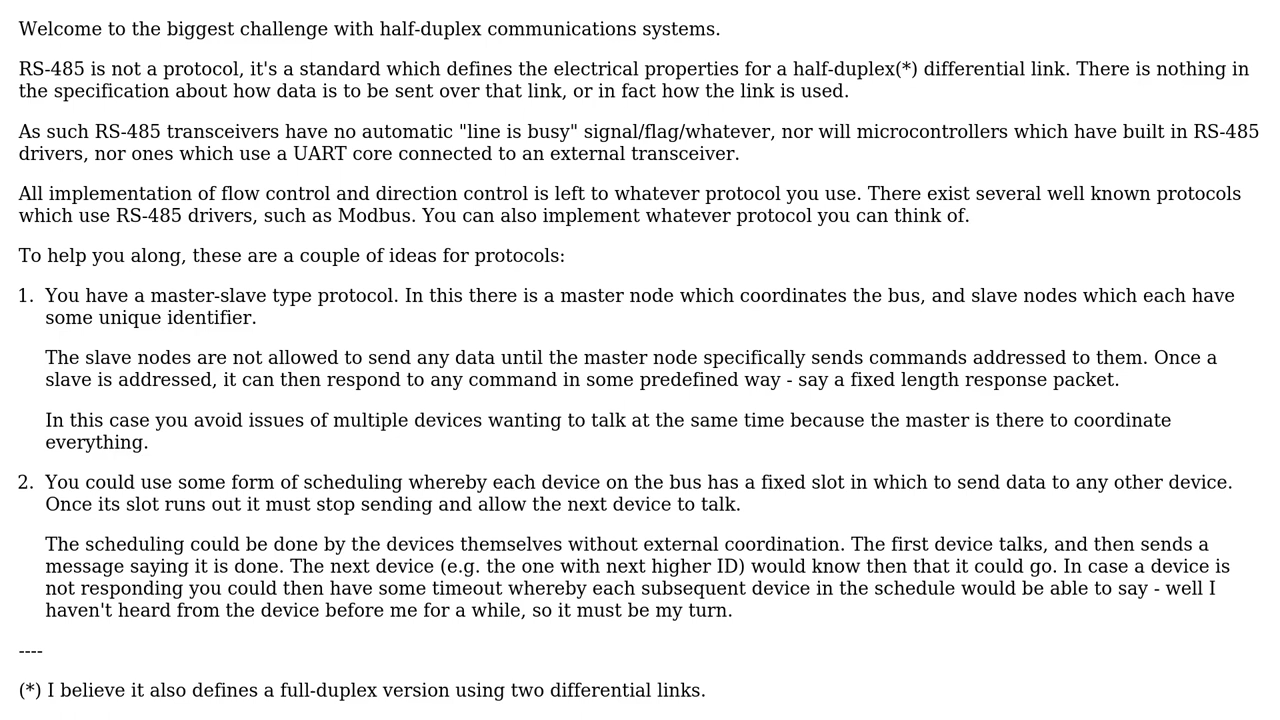 Welcome to the biggest challenge with half-duplex communications systems.
RS-485 is not a protocol, it's a standard which defines the electrical properties for a half-duplex(*) differential link. There is nothing in
the specification about how data is to be sent over that link, or in fact how the link is used.
As such RS-485 transceivers have no automatic "line is busy" signal/flag/whatever, nor will microcontrollers which have built in RS-485
drivers, nor ones which use a UART core connected to an external transceiver.
All implementation of flow control and direction control is left to whatever protocol you use. There exist several well known protocols
which use RS-485 drivers, such as Modbus. You can also implement whatever protocol you can think of.
To help you along, these are a couple of ideas for protocols:
1. You have a master-slave type protocol. In this there is a master node which coordinates the bus, and slave nodes which each have
some unique identifier.
The slave nodes are not allowed to send any data until the master node specifically sends commands addressed to them. Once a
slave is addressed, it can then respond to any command in some predefined way - say a fixed length response packet.
In this case you avoid issues of multiple devices wanting to talk at the same time because the master is there to coordinate
everything.
2. You could use some form of scheduling whereby each device on the bus has a fixed slot in which to send data to any other device.
Once its slot runs out it must stop sending and allow the next device to talk.
The scheduling could be done by the devices themselves without external coordination. The first device talks, and then sends a
message saying it is done. The next device (e.g. the one with next higher ID) would know then that it could go. In case a device is
not responding you could then have some timeout whereby each subsequent device in the schedule would be able to say - well I
haven't heard from the device before me for a while, so it must be my turn.
----
(*) I believe it also defines a full-duplex version using two differential links.